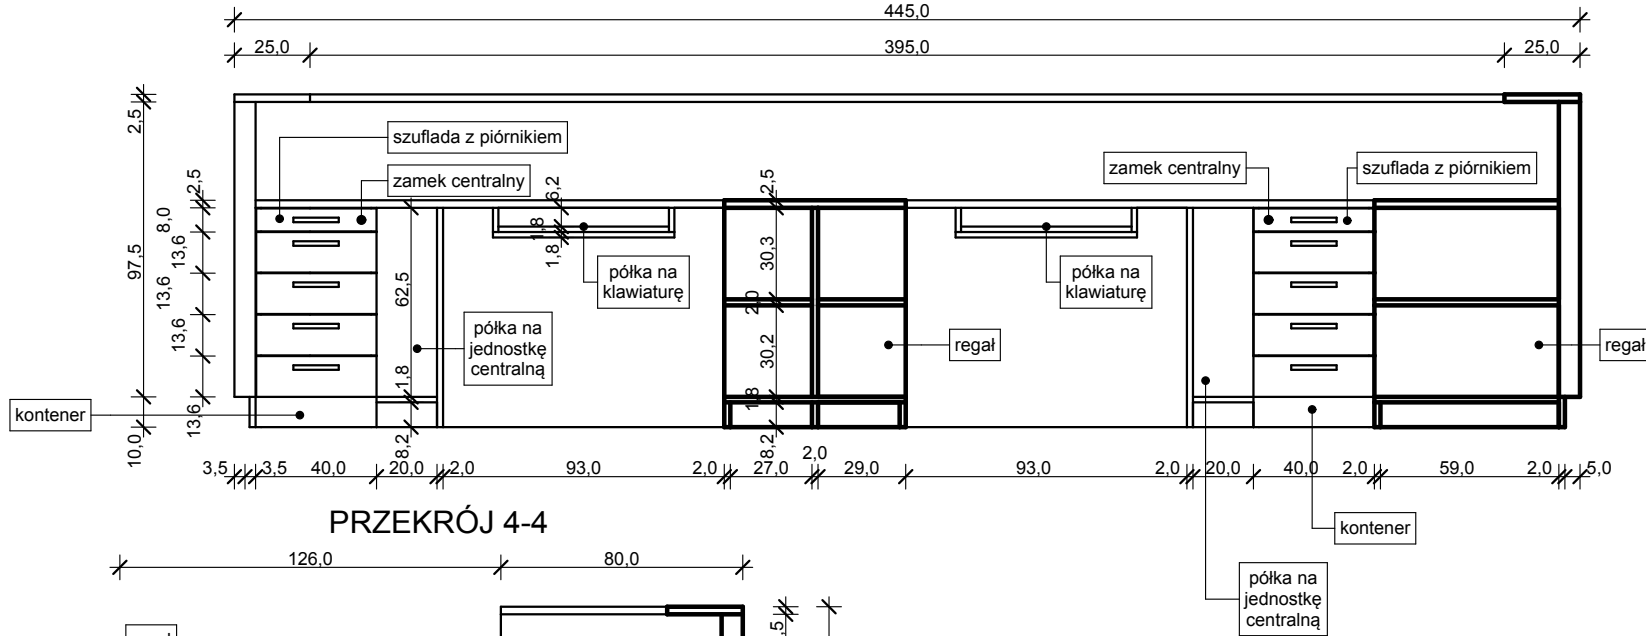 445,0
25,0
395,0
25,0
2,5
97,5
10,0
szuflada z piórnikiem
zamek centralny
2,5
8,0
13,6
13,6
13,6
13,6
62,5
1,8
8,2
6,2
1,8
1,8
półka na
klawiaturę
półka na
jednostkę
centralną
2,5
30,3
2,0
30,2
1,8
8,2
regał
półka na
klawiaturę
zamek centralny
szuflada z piórnikiem
regał
kontener
3,5
3,5
40,0
20,0
2,0
93,0
2,0
27,0
2,0
29,0
93,0
2,0
20,0
40,0
2,0
59,0
2,0
5,0
kontener
półka na
jednostkę
centralną
PRZEKRÓJ 4-4
126,0
80,0